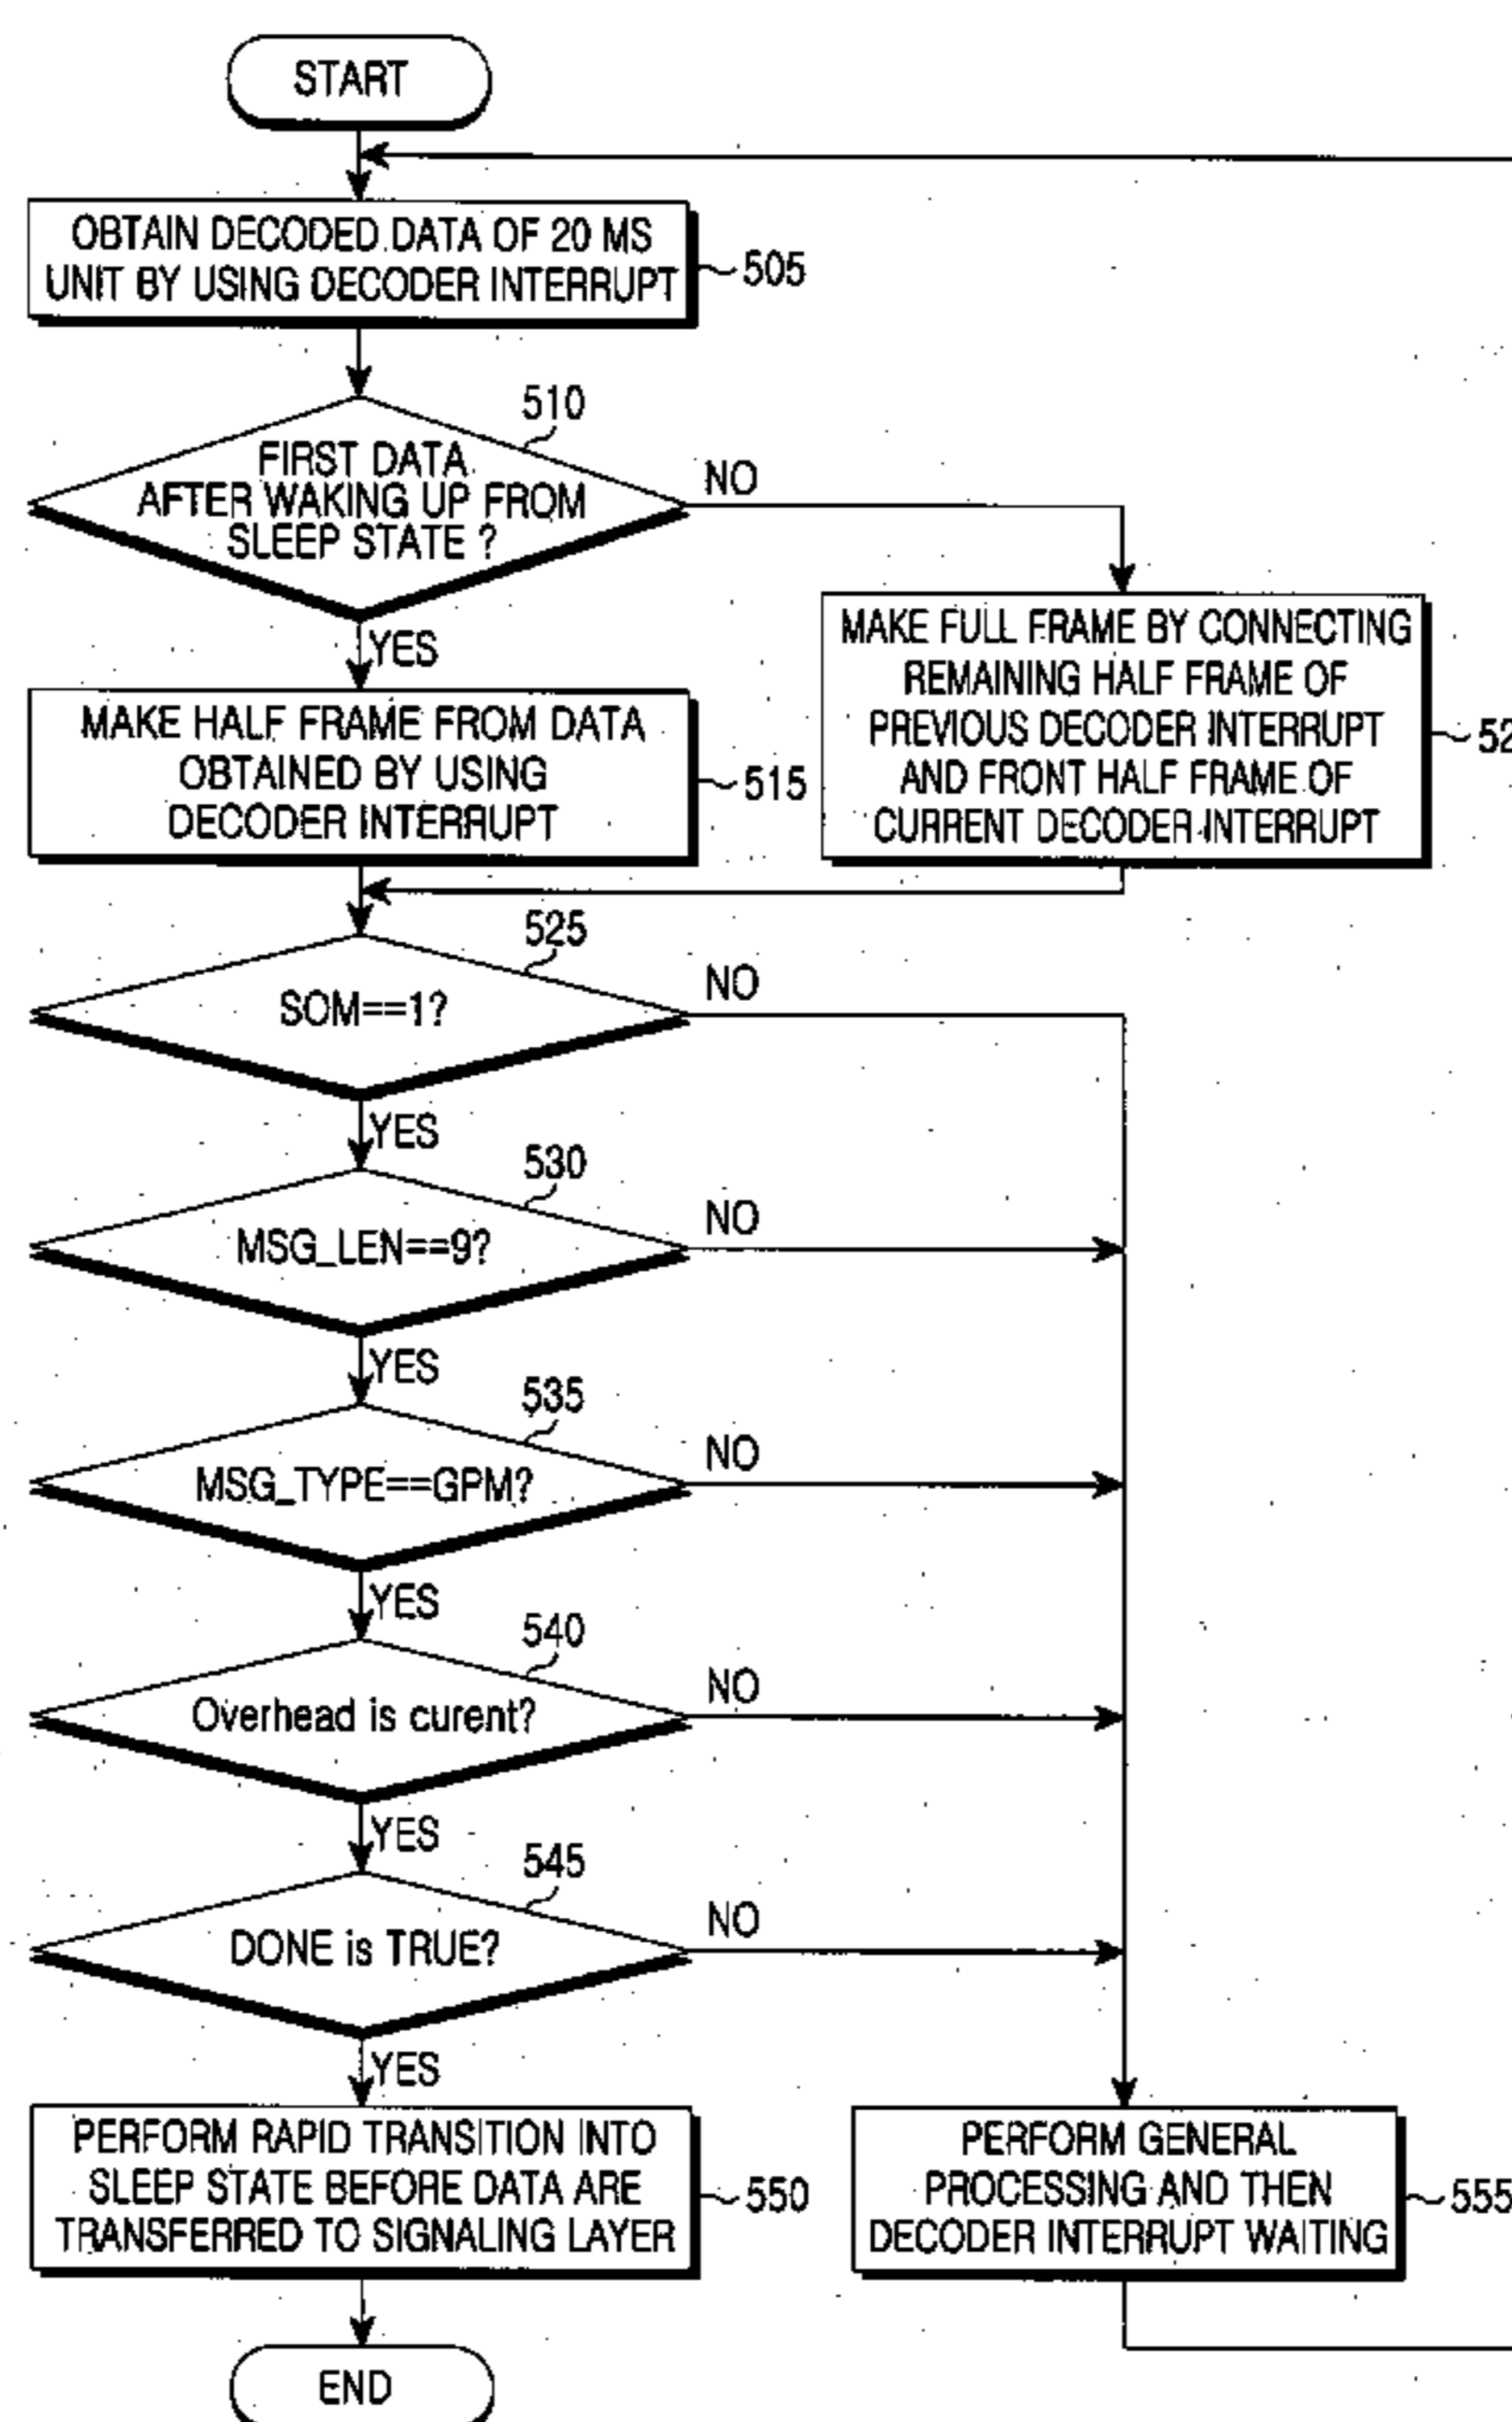 START
OBTAIN DECODED DATA OF 20 MS
UNIT BY USING DECODER INTERRUPT
505
510
FIRST DATA
AFTER WAKING UP FROM
SLEEP STATE ?
NO
YES
MAKE HALF FRAME FROM DATA
OBTAINED BY USING
DECODER INTERRUPT
515
MAKE FULL FRAME BY CONNECTING
REMAINING HALF FRAME OF
PREVIOUS DECODER INTERRUPT
AND FRONT HALF FRAME OF
CURRENT DECODER INTERRUPT
52
525
SOM==1?
NO
YES
530
MSG_LEN==9?
NO
YES
535
MSG_TYPE==GPM?
NO
YES
540
Overhead is curent?
NO
YES
545
DONE is TRUE?
NO
YES
PERFORM RAPID TRANSITION INTO
SLEEP STATE BEFORE DATA ARE
TRANSFERRED TO SIGNALING LAYER
550
PERFORM GENERAL
PROCESSING AND THEN
DECODER INTERRUPT WAITING
555
END